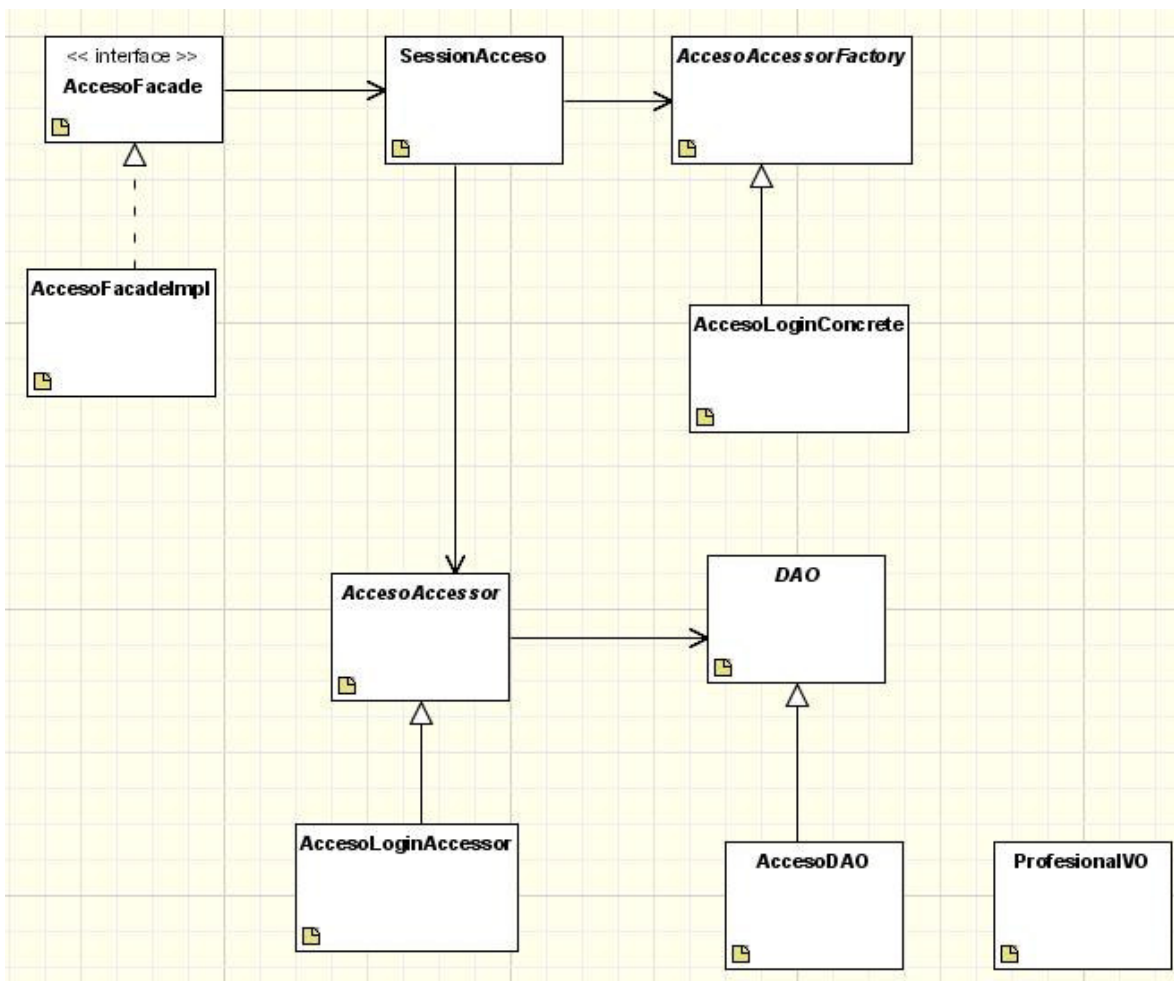 << interface >>
AccesoFacade
SessionAcceso
AccesoAccessorFactory
AccesoFacadeImpl
AccesoLoginConcrete
AccesoAccessor
DAO
AccesoLoginAccessor
AccesoDAO
ProfesionalVO